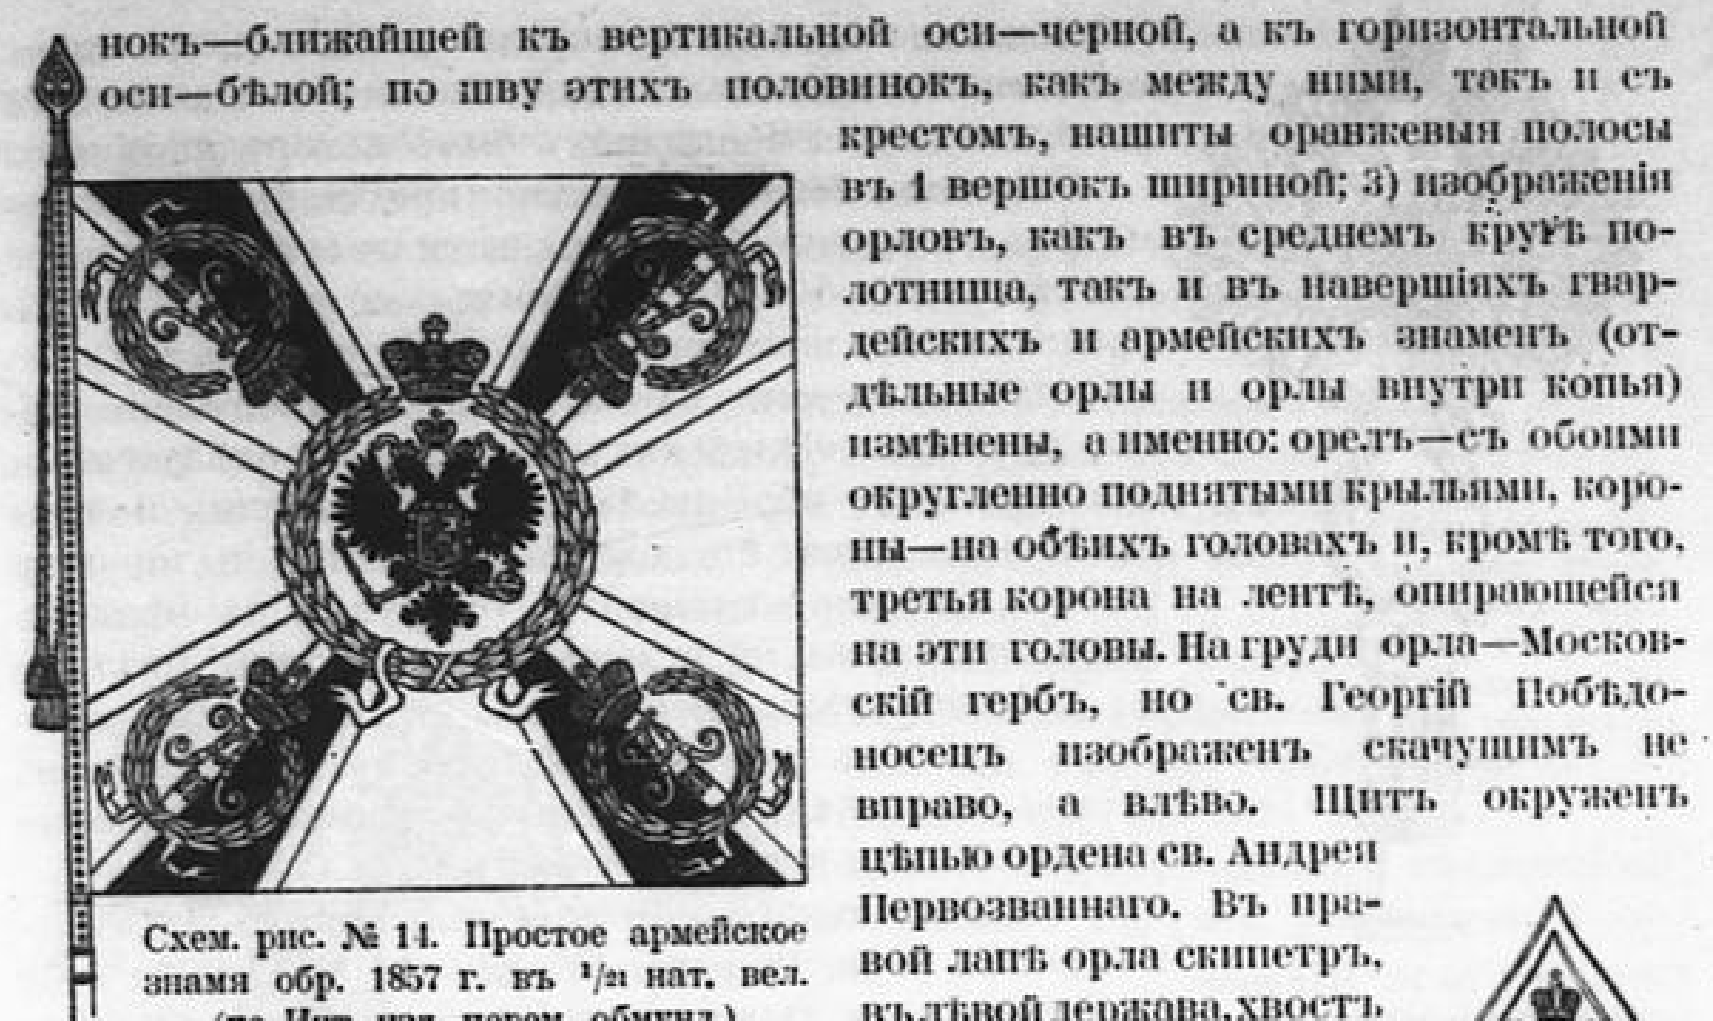 нокъ—ближайшей къ вертикальной оси—черной, а къ горизонтальной
оси—бѣлой; по шву этихъ половинокъ, какъ между ними, такъ и съ
крестомъ, нашиты оранжевыя полосы
въ 1 вершокъ шириной; 3) изображенія
орловъ, какъ въ среднемъ кругѣ по-
лотнища, такъ и въ навершіяхъ гвар-
дейскихъ и армейскихъ знаменъ (от-
дѣльные орлы и орлы внутри копья)
измѣнены, а именно: орелъ—съ обоими
округленно поднятыми крыльями, коро-
ны—на обѣихъ головахъ и, кромѣ того,
третья корона на лентѣ, опирающейся
на эти головы. На груди орла—Москов-
скій гербъ, но св. Георгій Побѣдо-
носецъ изображенъ скачущимъ не
вправо, а влѣво. Щитъ окруженъ
цѣпью ордена св. Андрея
Первозваннаго. Въ пра-
вой лапѣ орла скипетръ,
въ лѣвой держава, хвостъ
Схем. рис. № 14. Простое армейское
знамя обр. 1857 г. въ 1/21 нат. вел.